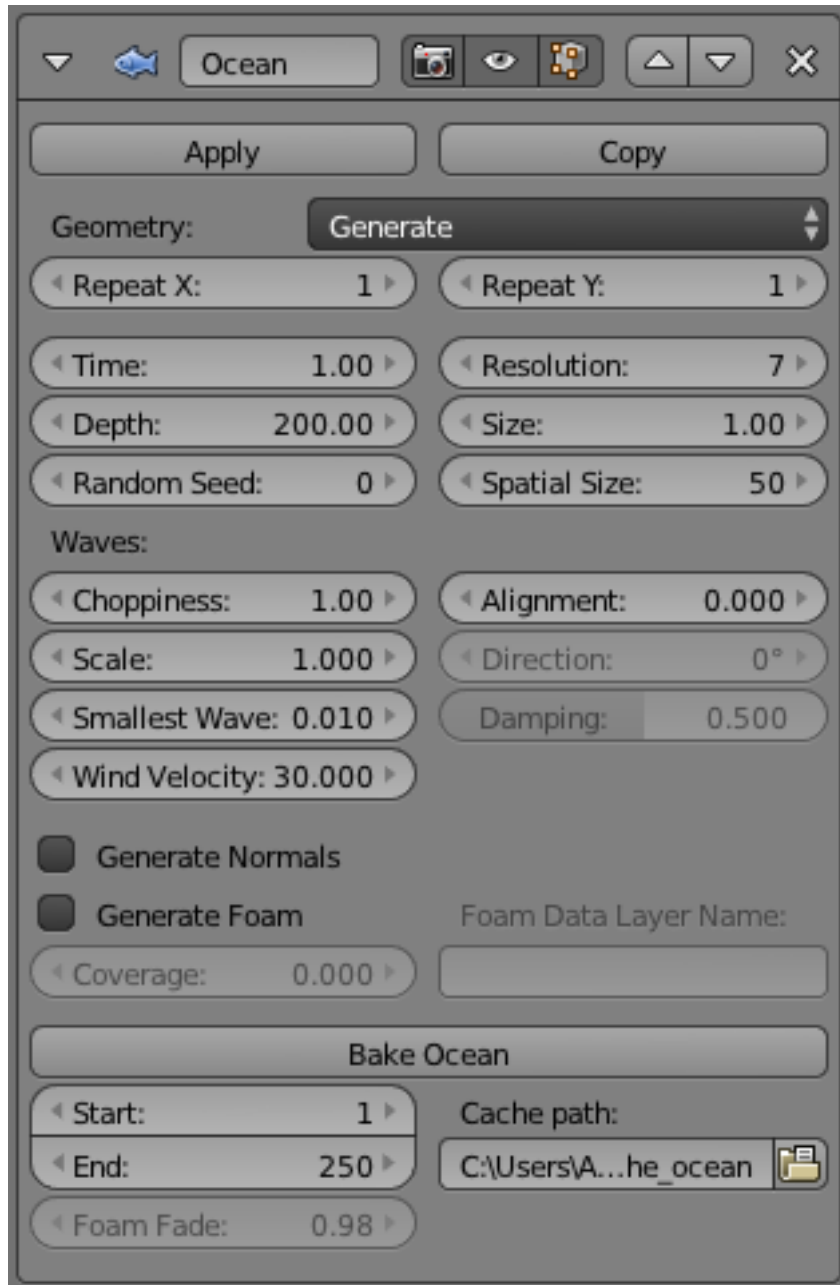 Ocean
Apply Copy
Geometry: Generate
Repeat X: 1 Repeat Y: 1
Time: 1.00 Resolution: 7
Depth: 200.00 Size: 1.00
Random Seed: 0 Spatial Size: 50
Waves:
Choppiness: 1.00 Alignment: 0.000
Scale: 1.000 Direction: 0°
Smallest Wave: 0.010 Damping: 0.500
Wind Velocity: 30.000
Generate Normals
Generate Foam Foam Data Layer Name:
Coverage: 0.000
Bake Ocean
Start: 1 Cache path:
End: 250 C:\Users\A...he_ocean
Foam Fade: 0.98